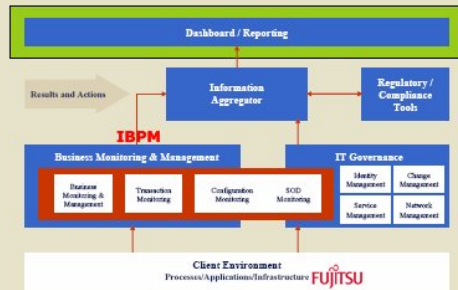 Dashboard / Reporting
Results and Actions
Information
Aggregator
Regulatory /
Compliance
Tools
IBPM
Business Monitoring & Management
IT Governance
Business
Monitoring &
Management
Transaction
Monitoring
Configuration
Monitoring
SOD
Monitoring
Identity
Management
Change
Management
Service
Management
Network
Management
Client Environment
Processes/Applications/Infrastructure
FUJITSU